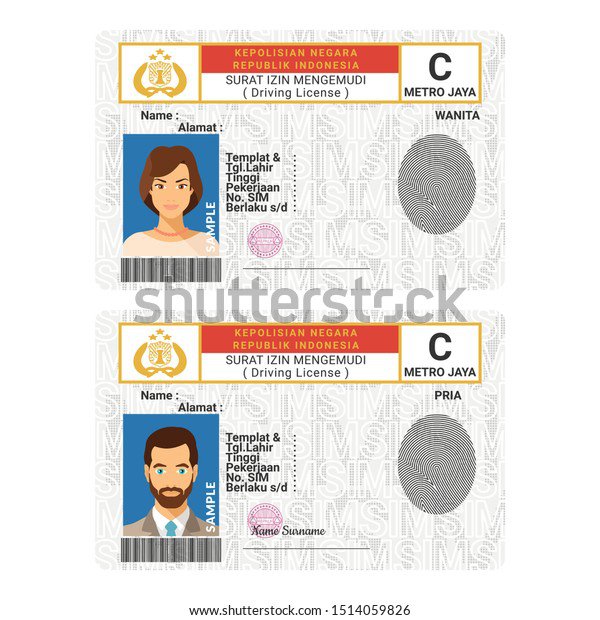 KEPOLISIAN NEGARA
REPUBLIK INDONESIA
SURAT IZIN MENGEMUDI
( Driving License )
C
METRO JAYA
Name :
WANITA
Alamat :
Templat & :
Tgl.Lahir :
Tinggi :
Pekerjaan :
No. SIM :
Berlaku s/d :
SAMPLE
shutterstock
KEPOLISIAN NEGARA
REPUBLIK INDONESIA
SURAT IZIN MENGEMUDI
( Driving License )
C
METRO JAYA
Name :
PRIA
Alamat :
Templat & :
Tgl.Lahir :
Tinggi :
Pekerjaan :
No. SIM :
Berlaku s/d :
SAMPLE
Name Surname
www.shutterstock.com · 1514059826